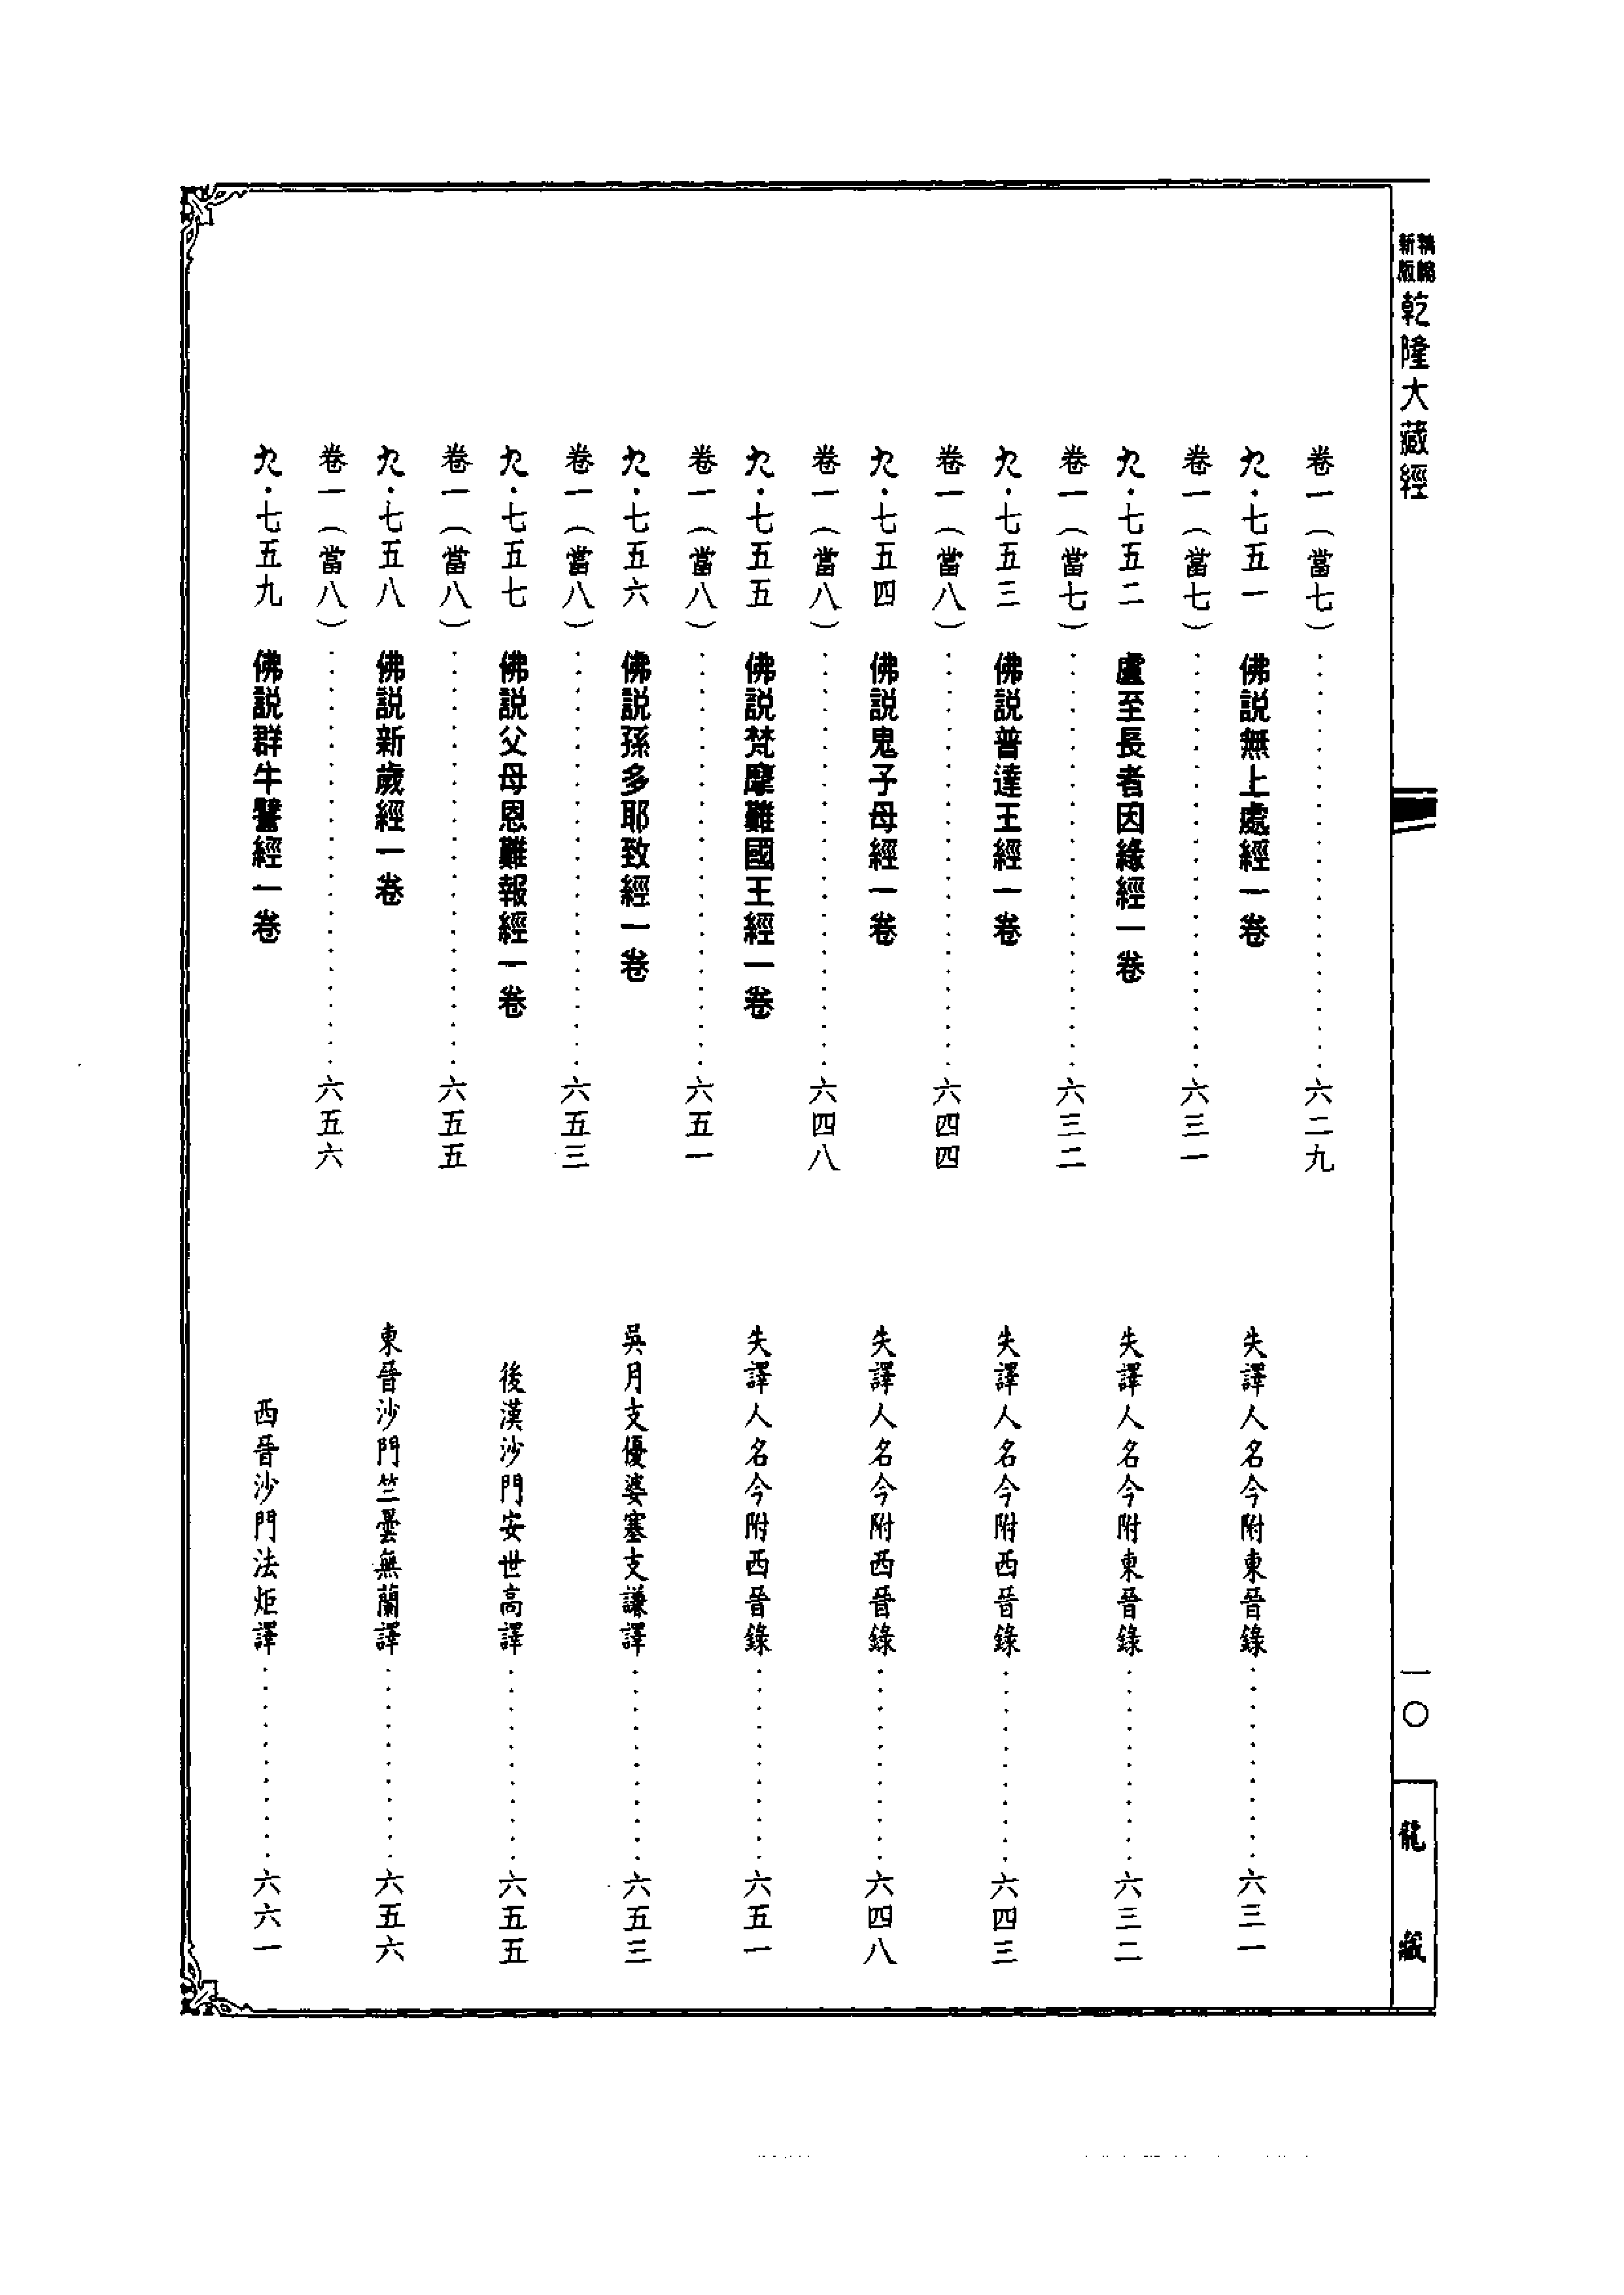 精縮
新版
乾隆大藏經
一〇
龍藏
卷一（當七）……六二九
九·七五一 佛説無上處經一卷 失譯人名今附東晉錄……六三一
卷一（當七）……六三一
九·七五二 盧至長者因緣經一卷 失譯人名今附東晉錄……六三二
卷一（當七）……六三二
九·七五三 佛説普達王經一卷 失譯人名今附西晉錄……六四三
卷一（當八）……六四四
九·七五四 佛説鬼子母經一卷 失譯人名今附西晉錄……六四八
卷一（當八）……六四八
九·七五五 佛説梵摩難國王經一卷 失譯人名今附西晉錄……六五一
卷一（當八）……六五一
九·七五六 佛説孫多耶致經一卷 吳月支優婆塞支謙譯……六五三
卷一（當八）……六五三
九·七五七 佛説父母恩難報經一卷 後漢沙門安世高譯……六五五
卷一（當八）……六五五
九·七五八 佛説新歲經一卷 東晉沙門竺曇無蘭譯……六五六
卷一（當八）……六五六
九·七五九 佛説群牛譬經一卷 西晉沙門法炬譯……六六一